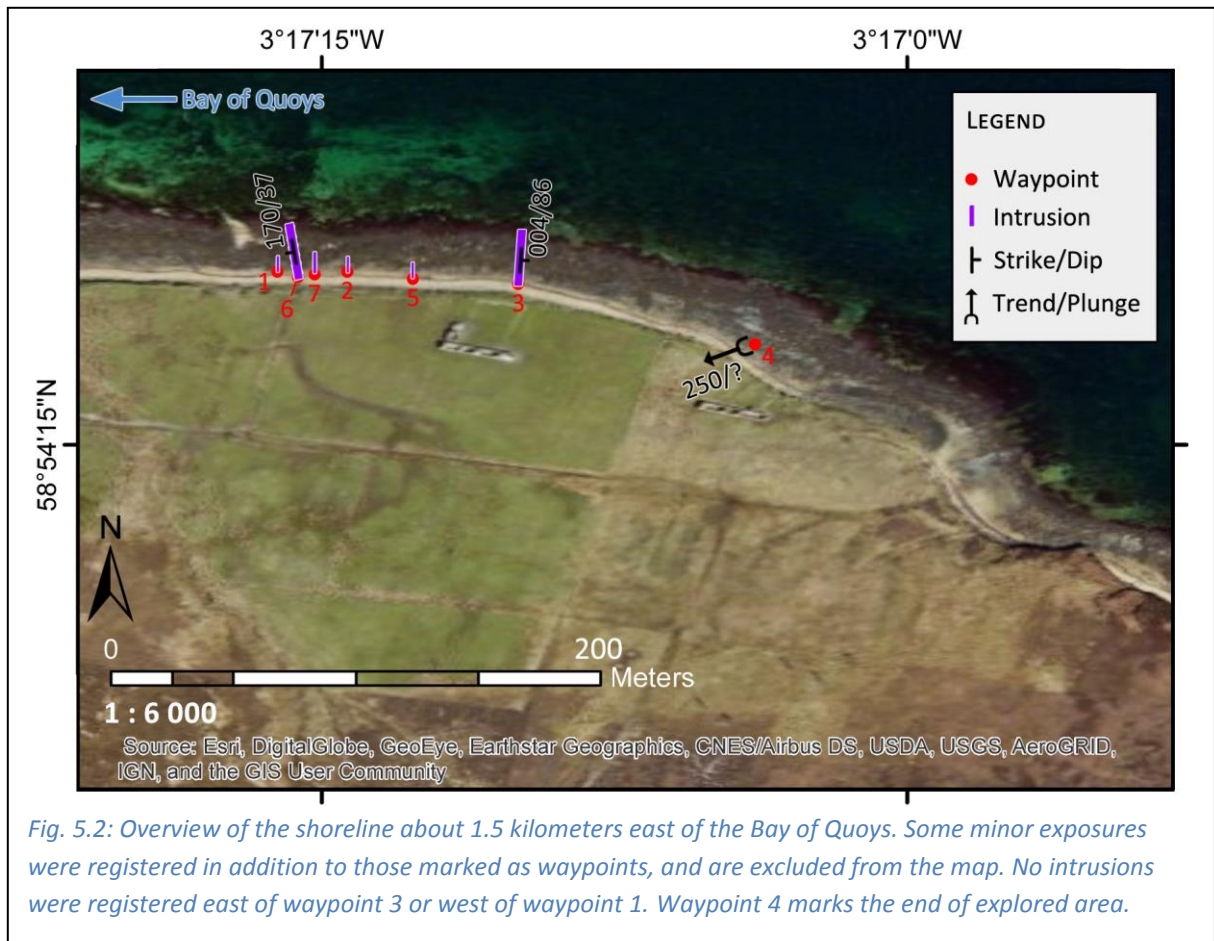 3°17'15"W 3°17'0"W
Bay of Quoys
LEGEND
Waypoint
Intrusion
Strike/Dip
Trend/Plunge
170/37
004/86
1
6
7
2
5
3
4
250/?
58°54'15"N
N
0 200
Meters
1 : 6 000
Source: Esri, DigitalGlobe, GeoEye, Earthstar Geographics, CNES/Airbus DS, USDA, USGS, AeroGRID,
IGN, and the GIS User Community
Fig. 5.2: Overview of the shoreline about 1.5 kilometers east of the Bay of Quoys. Some minor exposures
were registered in addition to those marked as waypoints, and are excluded from the map. No intrusions
were registered east of waypoint 3 or west of waypoint 1. Waypoint 4 marks the end of explored area.